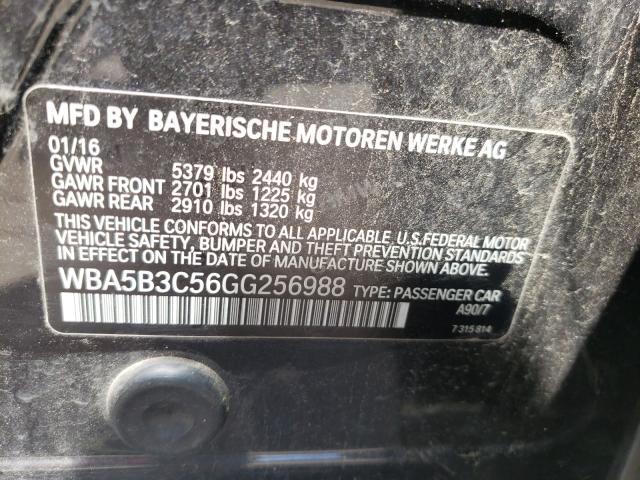 MFD BY BAYERISCHE MOTOREN WERKE AG
01/16
GVWR 5379 lbs 2440 kg
GAWR FRONT 2701 lbs 1225 kg
GAWR REAR 2910 lbs 1320 kg
THIS VEHICLE CONFORMS TO ALL APPLICABLE U.S.FEDERAL MOTOR
VEHICLE SAFETY, BUMPER AND THEFT PREVENTION STANDARDS
IN EFFECT ON THE DATE OF MANUFACTURE SHOWN ABOVE.
WBA5B3C56GG256988 TYPE: PASSENGER CAR
A90/7
7 315 814